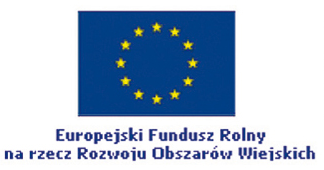 Europejski Fundusz Rolny
na rzecz Rozwoju Obszarów Wiejskich